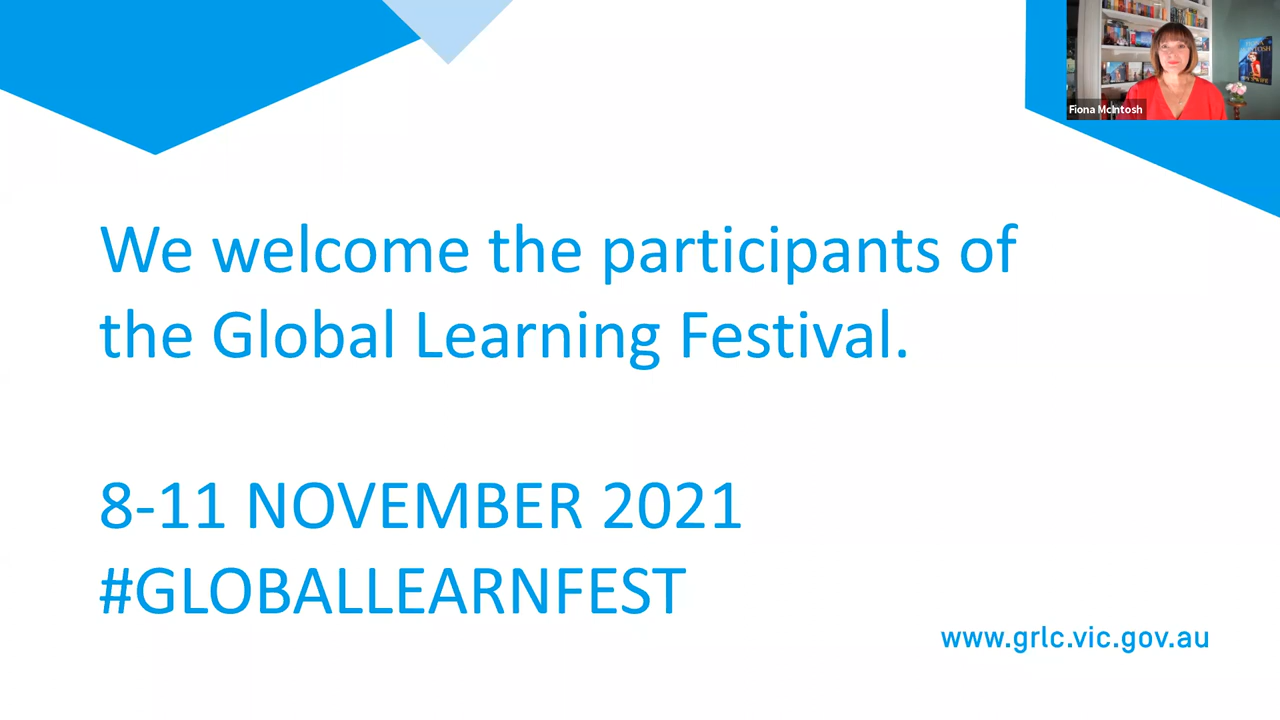 Fiona McIntosh
We welcome the participants of
the Global Learning Festival.
8-11 NOVEMBER 2021
#GLOBALLEARNFEST
www.grlc.vic.gov.au